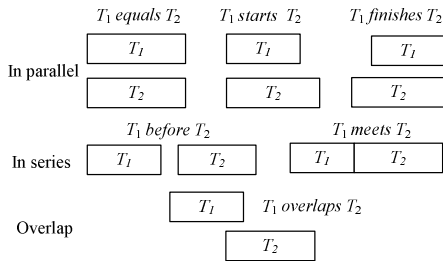 T1 equals T2 T1 starts T2 T1 finishes T2
T1 T1 T1
In parallel
T2 T2 T2
T1 before T2 T1 meets T2
In series T1 T2 T1 T2
T1 T1 overlaps T2
Overlap
T2